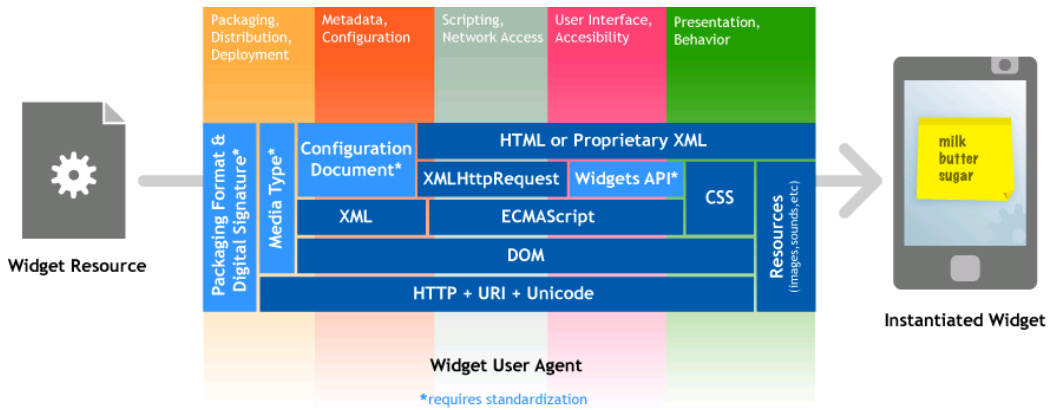 Packaging,
Distribution,
Deployment
Metadata,
Configuration
Scripting,
Network Access
User Interface,
Accesibility
Presentation,
Behavior
Packaging Format &
Digital Signature*
Media Type*
Configuration
Document*
HTML or Proprietary XML
XMLHttpRequest
Widgets API*
CSS
Resources
(images,sounds,etc)
XML
ECMAScript
DOM
HTTP + URI + Unicode
Widget Resource
milk
butter
sugar
Instantiated Widget
Widget User Agent
*requires standardization